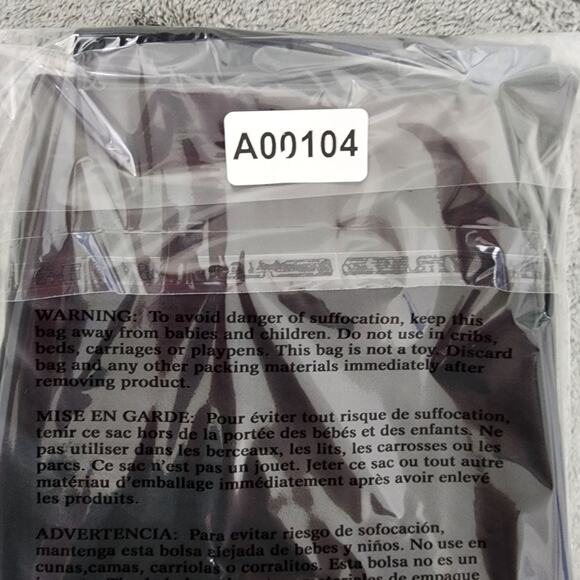 A00104
WARNING: To avoid danger of suffocation, keep this
bag away from babies and children. Do not use in cribs,
beds, carriages or playpens. This bag is not a toy. Discard
bag and any other packing materials immediately after
removing product.
MISE EN GARDE: Pour éviter tout risque de suffocation,
tenir ce sac hors de la portée des bébés et des enfants. Ne
pas utiliser dans les berceaux, les lits, les carrosses ou les
parcs. Ce sac n'est pas un jouet. Jeter ce sac ou tout autre
matériau d'emballage immédiatement après avoir enlevé
les produits.
ADVERTENCIA: Para evitar riesgo de sofocación,
mantenga esta bolsa alejada de bebes y niños. No use en
cunas,camas, carriolas o corralitos. Esta bolsa no es un
materiales de empaque